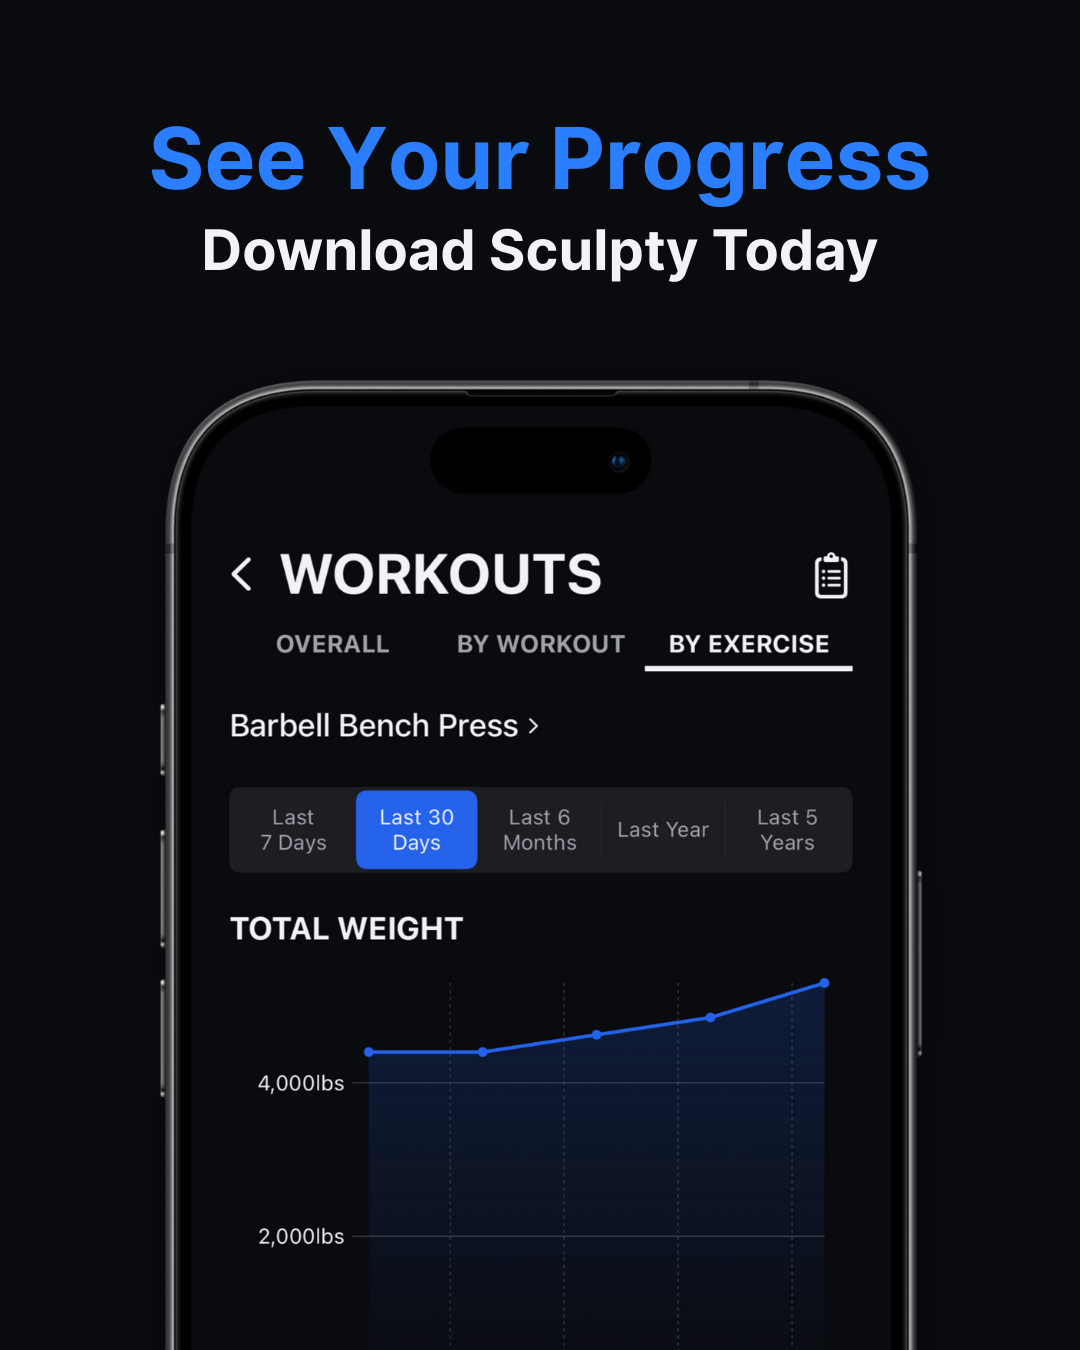 See Your Progress
Download Sculpty Today
WORKOUTS
OVERALL BY WORKOUT BY EXERCISE
Barbell Bench Press >
Last
7 Days
Last 30
Days
Last 6
Months
Last Year
Last 5
Years
TOTAL WEIGHT
4,000lbs
2,000lbs